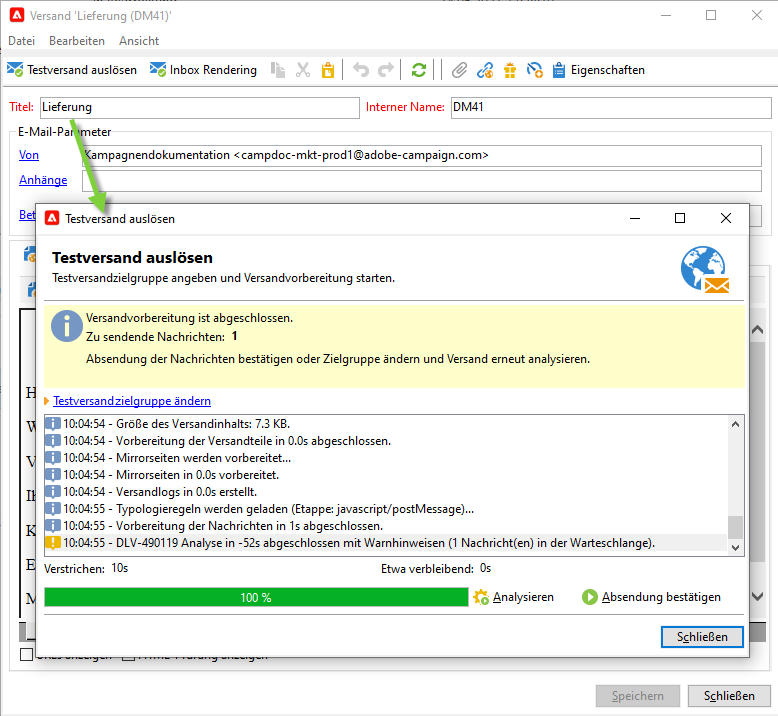 Versand 'Lieferung (DM41)'
Datei Bearbeiten Ansicht
Testversand auslösen Inbox Rendering Eigenschaften
Titel: Lieferung Interner Name: DM41
E-Mail-Parameter
Von Kampagnendokumentation <campdoc-mkt-prod1@adobe-campaign.com>
Anhänge
Bet
Testversand auslösen
Testversand auslösen
Testversandzielgruppe angeben und Versandvorbereitung starten.
Versandvorbereitung ist abgeschlossen.
Zu sendende Nachrichten: 1
Absendung der Nachrichten bestätigen oder Zielgruppe ändern und Versand erneut analysieren.
Testversandzielgruppe ändern
10:04:54 - Größe des Versandinhalts: 7.3 KB.
10:04:54 - Vorbereitung der Versandteile in 0.0s abgeschlossen.
10:04:54 - Mirrorseiten werden vorbereitet...
10:04:54 - Mirrorseiten in 0.0s vorbereitet.
10:04:54 - Versandlogs in 0.0s erstellt.
10:04:55 - Typologieregeln werden geladen (Etappe: javascript/postMessage)...
10:04:55 - Vorbereitung der Nachrichten in 1s abgeschlossen.
10:04:55 - DLV-490119 Analyse in -52s abgeschlossen mit Warnhinweisen (1 Nachricht(en) in der Warteschlange).
Verstrichen: 10s Etwa verbleibend: 0s
100 % Analysieren Absendung bestätigen
Schließen
Speichern Schließen